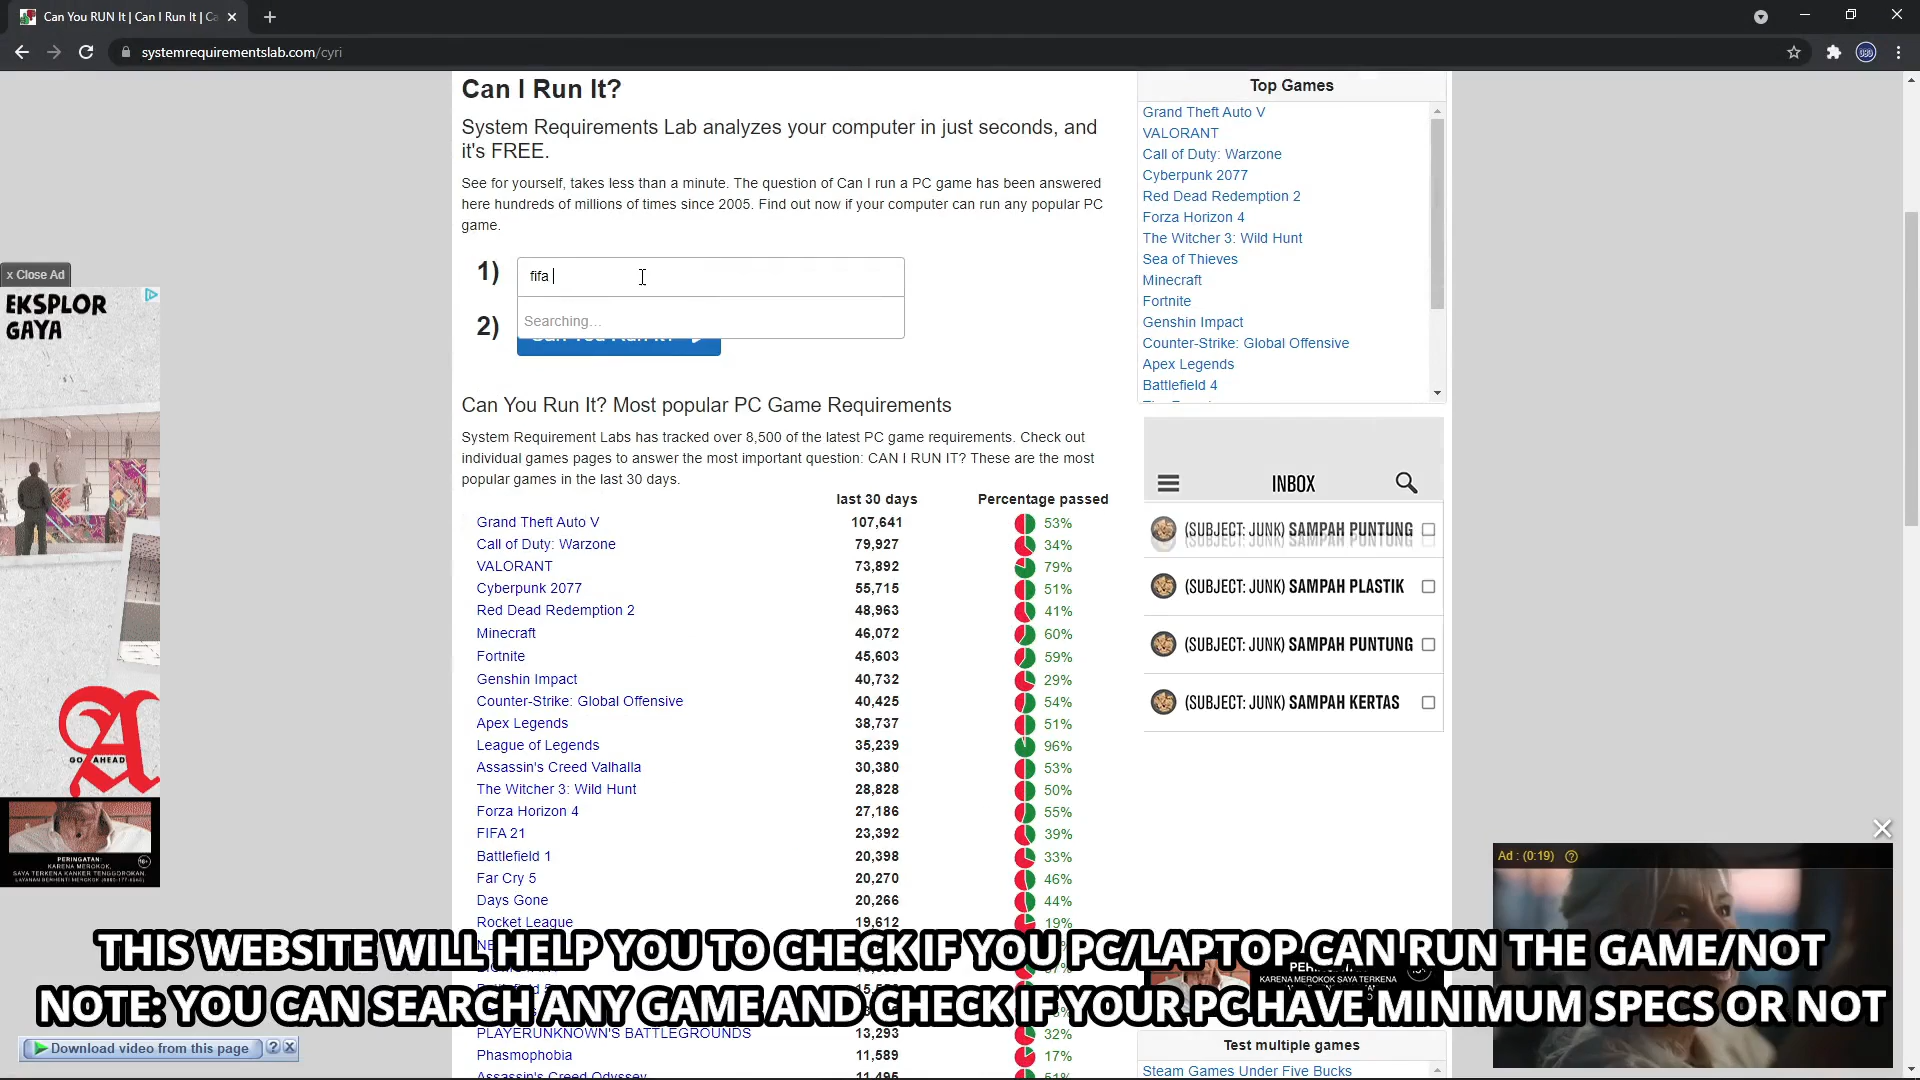 Can You RUN It | Can I Run It | Ca
systemrequirementslab.com/cyri
Can I Run It?
System Requirements Lab analyzes your computer in just seconds, and
it's FREE.
See for yourself, takes less than a minute. The question of Can I run a PC game has been answered
here hundreds of millions of times since 2005. Find out now if your computer can run any popular PC
game.
1) fifa
Searching…
2)
Can You Run It? Most popular PC Game Requirements
System Requirement Labs has tracked over 8,500 of the latest PC game requirements. Check out
individual games pages to answer the most important question: CAN I RUN IT? These are the most
popular games in the last 30 days.
last 30 days Percentage passed
Grand Theft Auto V 107,641 53%
Call of Duty: Warzone 79,927 34%
VALORANT 73,892 79%
Cyberpunk 2077 55,715 51%
Red Dead Redemption 2 48,963 41%
Minecraft 46,072 60%
Fortnite 45,603 59%
Genshin Impact 40,732 29%
Counter-Strike: Global Offensive 40,425 54%
Apex Legends 38,737 51%
League of Legends 35,239 96%
Assassin's Creed Valhalla 30,380 53%
The Witcher 3: Wild Hunt 28,828 50%
Forza Horizon 4 27,186 55%
FIFA 21 23,392 39%
Battlefield 1 20,398 33%
Far Cry 5 20,270 46%
Days Gone 20,266 44%
Rocket League 19,612 19%
PLAYERUNKNOWN'S BATTLEGROUNDS 13,293 32%
Phasmophobia 11,589 17%
Assassin's Creed Odyssey 11,495 51%
Top Games
Grand Theft Auto V
VALORANT
Call of Duty: Warzone
Cyberpunk 2077
Red Dead Redemption 2
Forza Horizon 4
The Witcher 3: Wild Hunt
Sea of Thieves
Minecraft
Fortnite
Genshin Impact
Counter-Strike: Global Offensive
Apex Legends
Battlefield 4
INBOX
(SUBJECT: JUNK) SAMPAH PUNTUNG
(SUBJECT: JUNK) SAMPAH PLASTIK
(SUBJECT: JUNK) SAMPAH PUNTUNG
(SUBJECT: JUNK) SAMPAH KERTAS
Test multiple games
Steam Games Under Five Bucks
x Close Ad
EKSPLOR
GAYA
GO AHEAD
PERINGATAN:
KARENA MEROKOK,
SAYA TERKENA KANKER TENGGOROKAN.
Ad : (0:19)
KARENA MEROKOK SAYA TERKENA
THIS WEBSITE WILL HELP YOU TO CHECK IF YOU PC/LAPTOP CAN RUN THE GAME/NOT
NOTE: YOU CAN SEARCH ANY GAME AND CHECK IF YOUR PC HAVE MINIMUM SPECS OR NOT
Download video from this page